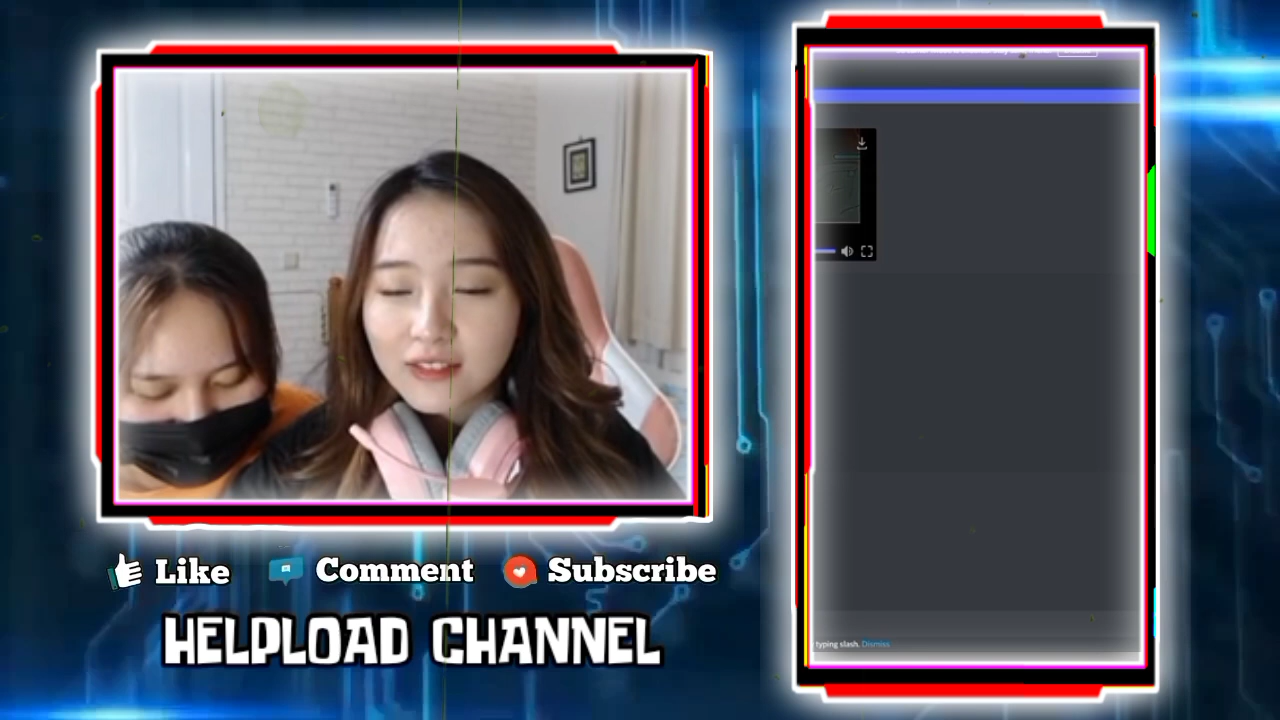 typing slash. Dismiss
Like
Comment
Subscribe
HELPLOAD CHANNEL